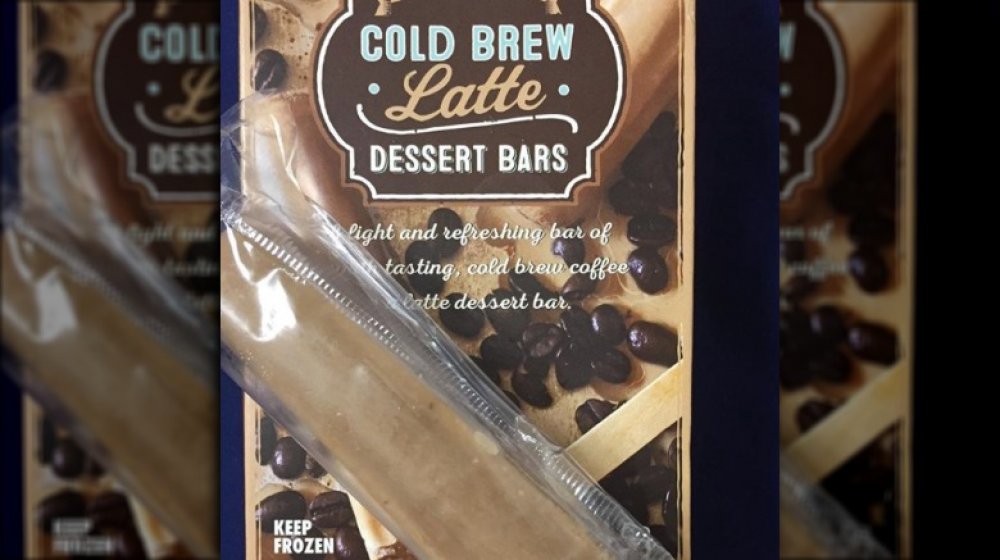 COLD BREW
Latte
DESSERT BARS
light and refreshing bar of
tasting, cold brew coffee
latte dessert bar.
KEEP
FROZEN